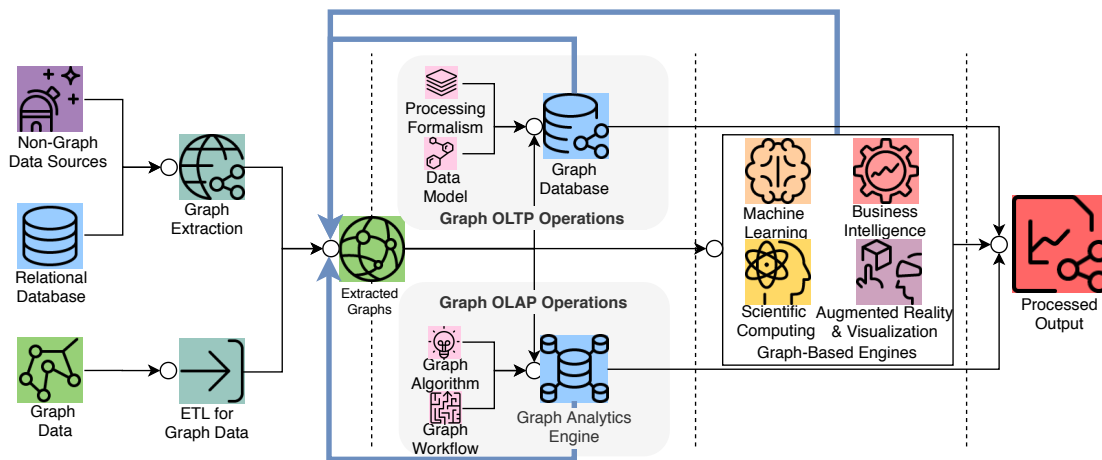 Non-Graph
Data Sources
Relational
Database
Graph
Data
Graph
Extraction
ETL for
Graph Data
Extracted
Graphs
Processing
Formalism
Data
Model
Graph
Database
Graph OLTP Operations
Graph OLAP Operations
Graph
Algorithm
Graph
Workflow
Graph Analytics
Engine
Machine
Learning
Business
Intelligence
Scientific
Computing
Augmented Reality
& Visualization
Graph-Based Engines
Processed
Output